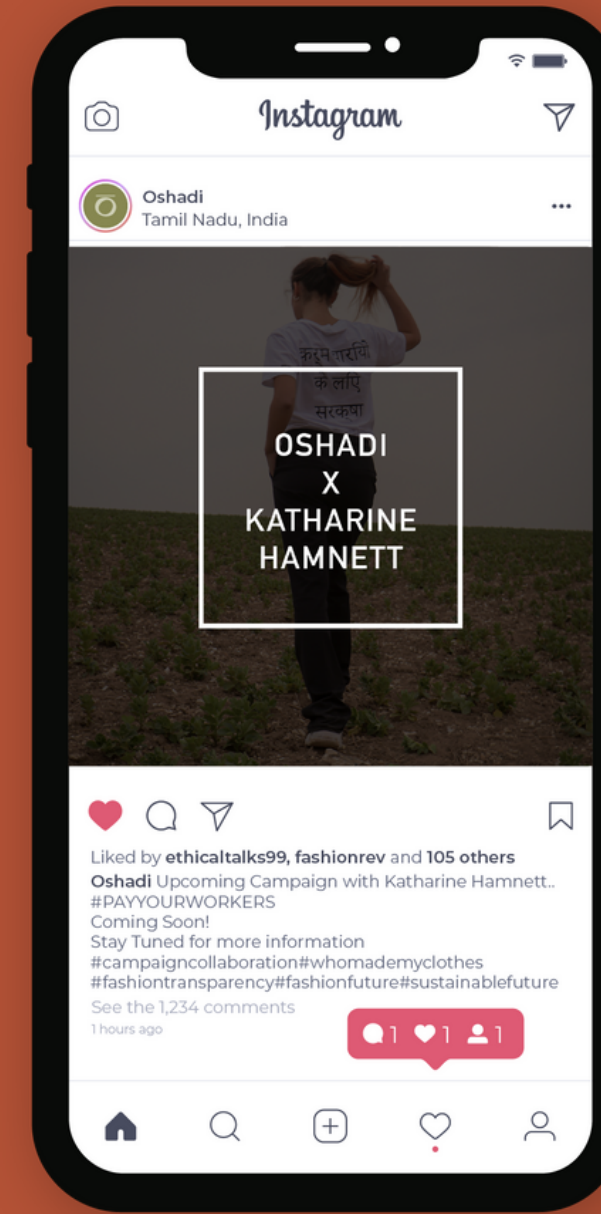 Instagram
Oshadi
Tamil Nadu, India
के लिए
OSHADI
X
KATHARINE
HAMNETT
Liked by ethicaltalks99, fashionrev and 105 others
Oshadi Upcoming Campaign with Katharine Hamnett..
#PAYYOURWORKERS
Coming Soon!
Stay Tuned for more information
#campaigncollaboration#whomademyclothes
#fashiontransparency#fashionfuture#sustainablefuture
See the 1,234 comments
1 hours ago
1 1 1